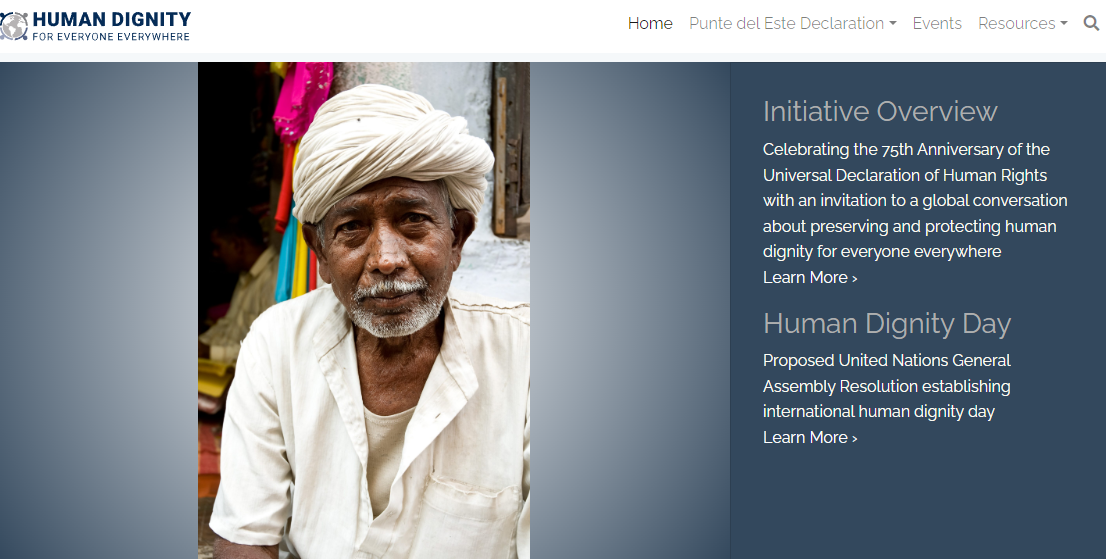 HUMAN DIGNITY
FOR EVERYONE EVERYWHERE
Home Punte del Este Declaration Events Resources
Initiative Overview
Celebrating the 75th Anniversary of the
Universal Declaration of Human Rights
with an invitation to a global conversation
about preserving and protecting human
dignity for everyone everywhere
Learn More ›
Human Dignity Day
Proposed United Nations General
Assembly Resolution establishing
international human dignity day
Learn More ›